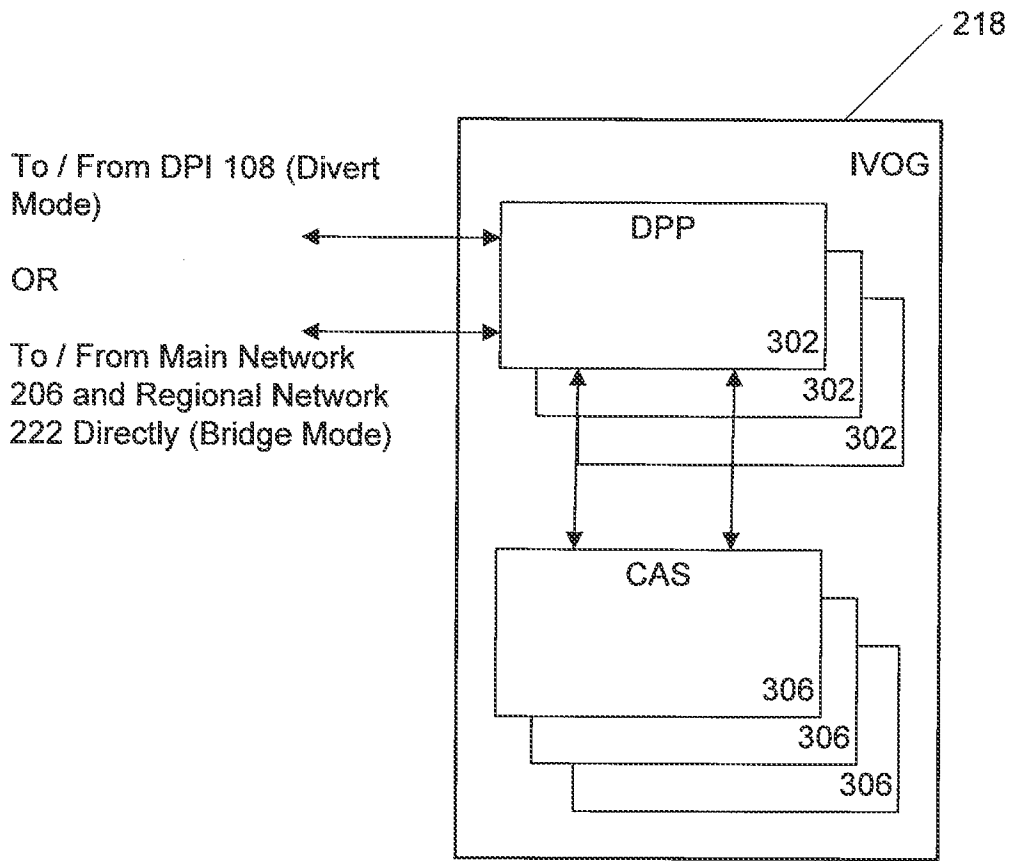 218
IVOG
To / From DPI 108 (Divert
Mode)
OR
To / From Main Network
206 and Regional Network
222 Directly (Bridge Mode)
DPP
302
302
302
CAS
306
306
306